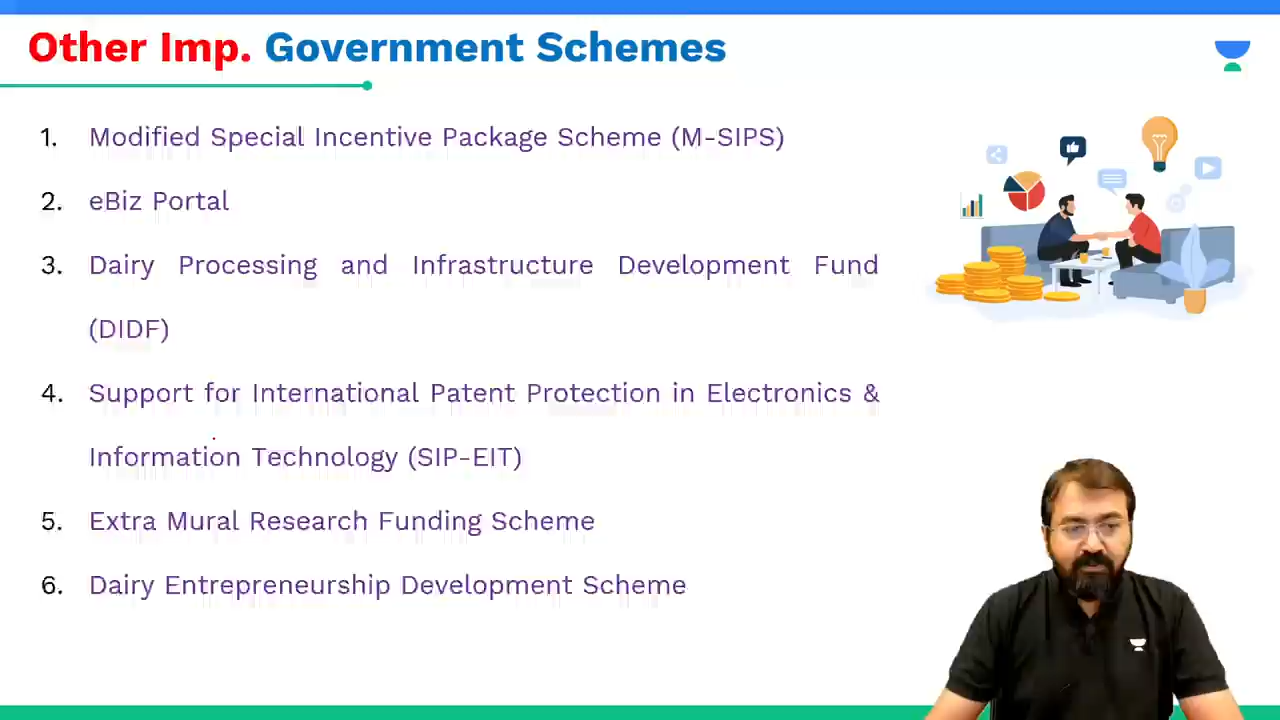 Other Imp. Government Schemes
1. Modified Special Incentive Package Scheme (M-SIPS)
2. eBiz Portal
3. Dairy Processing and Infrastructure Development Fund
(DIDF)
4. Support for International Patent Protection in Electronics &
Information Technology (SIP-EIT)
5. Extra Mural Research Funding Scheme
6. Dairy Entrepreneurship Development Scheme